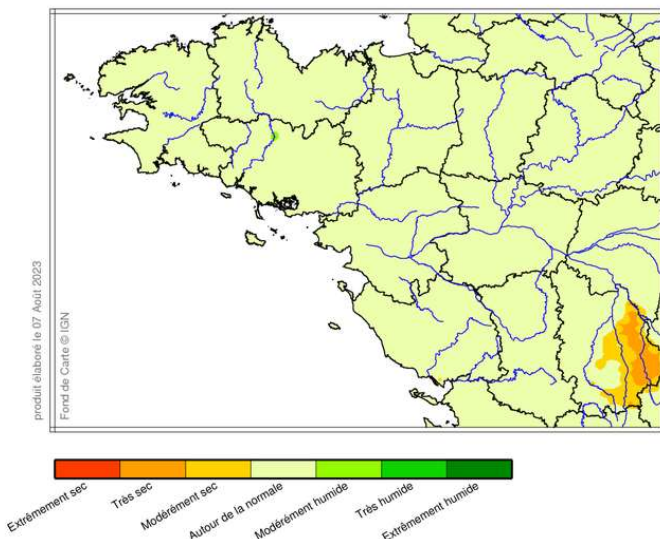 produit élaboré le 07 Août 2023
Fond de Carte © IGN
Extrêmement sec
Très sec
Modérément sec
Autour de la normale
Modérément humide
Très humide
Extrêmement humide